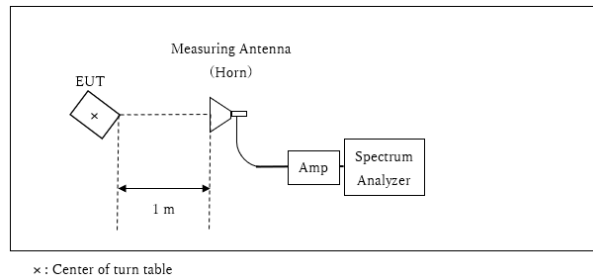 Measuring Antenna
(Horn)
EUT
×
Amp
Spectrum
Analyzer
1 m
× : Center of turn table